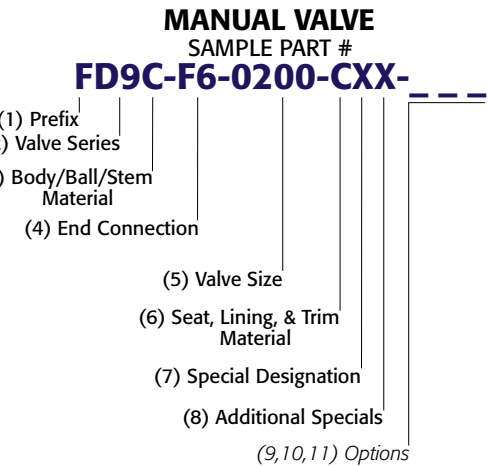 MANUAL VALVE
SAMPLE PART #
FD9C-F6-0200-CXX-_ _ _
(1) Prefix
) Valve Series
) Body/Ball/Stem
Material
(4) End Connection
(5) Valve Size
(6) Seat, Lining, & Trim
Material
(7) Special Designation
(8) Additional Specials
(9,10,11) Options